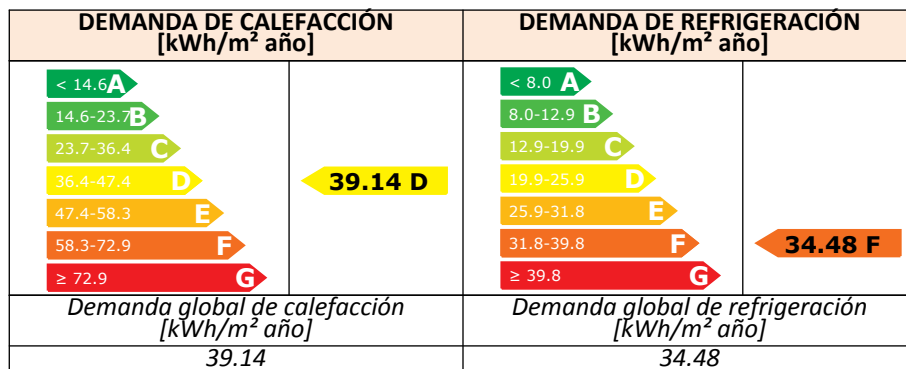 DEMANDA DE CALEFACCIÓN
[kWh/m² año]
< 14.6 A
14.6-23.7 B
23.7-36.4 C
36.4-47.4 D
47.4-58.3 E
58.3-72.9 F
≥ 72.9 G
39.14 D
Demanda global de calefacción
[kWh/m² año]
39.14
DEMANDA DE REFRIGERACIÓN
[kWh/m² año]
< 8.0 A
8.0-12.9 B
12.9-19.9 C
19.9-25.9 D
25.9-31.8 E
31.8-39.8 F
≥ 39.8 G
34.48 F
Demanda global de refrigeración
[kWh/m² año]
34.48